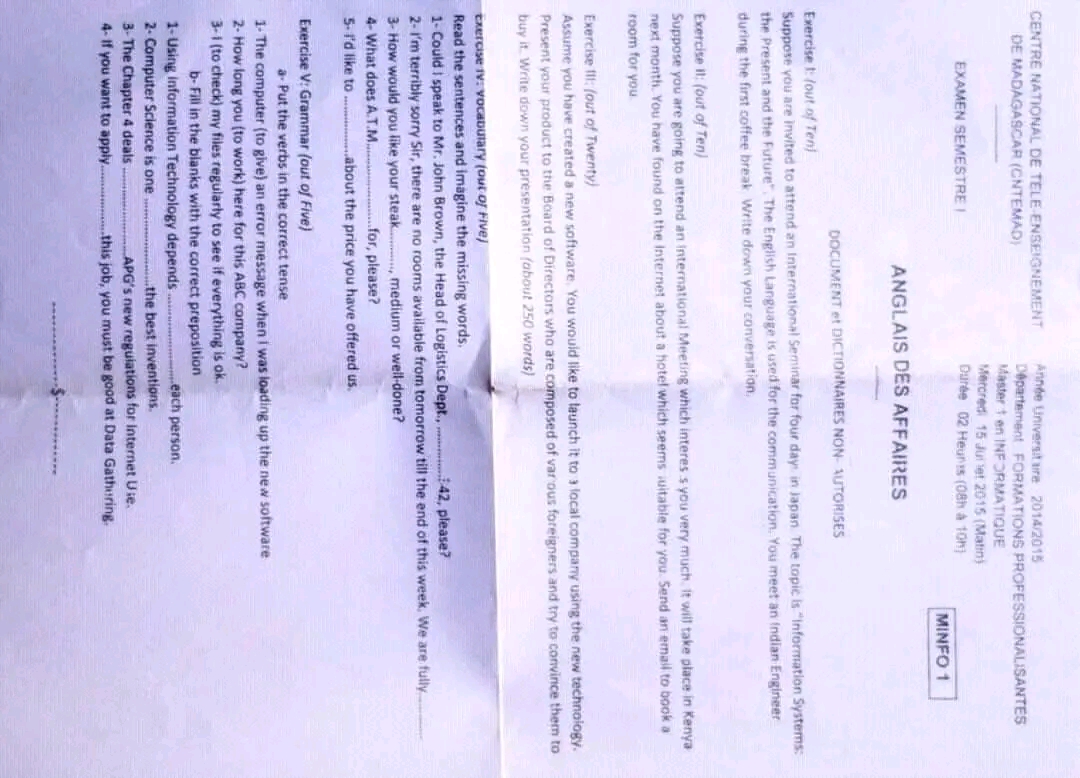 CENTRE NATIONAL DE TELE-ENSEIGNEMENT
DE MADAGASCAR (CNTEMAD)
EXAMEN SEMESTRE I
Année Universitaire 2014/2015
Département FORMATIONS PROFESSIONALISANTES
Master 1 en INFORMATIQUE
Mercredi 15 Juillet 2015 (Matin)
Durée 02 Heures (08h à 10h)
MINFO 1
ANGLAIS DES AFFAIRES
DOCUMENT et DICTIONNAIRES NON-AUTORISES
Exercise I: (out of Ten)
Suppose you are invited to attend an International Seminar for four days in Japan. The topic is "Information Systems:
the Present and the Future". The English Language is used for the communication. You meet an Indian Engineer
during the first coffee break. Write down your conversation.
Exercise II: (out of Ten)
Suppose you are going to attend an International Meeting which interests you very much. It will take place in Kenya
next month. You have found on the Internet about a hotel which seems suitable for you. Send an email to book a
room for you.
Exercise III: (out of Twenty)
Assume you have created a new software. You would like to launch it to a local company using the new technology.
Present your product to the Board of Directors who are composed of various foreigners and try to convince them to
buy it. Write down your presentation (about 250 words)
Exercise IV: Vocabulary (out of Five)
Read the sentences and imagine the missing words.
1- Could I speak to Mr. John Brown, the Head of Logistics Dept., ............:42, please?
2- I'm terribly sorry Sir, there are no rooms available from tomorrow till the end of this week. We are fully..........
3- How would you like your steak.........., medium or well-done?
4- What does A.T.M..................for, please?
5- I'd like to .............about the price you have offered us.
Exercise V: Grammar (out of Five)
a- Put the verbs in the correct tense
1- The computer (to give) an error message when I was loading up the new software
2- How long you (to work) here for this ABC company?
3- I (to check) my files regularly to see if everything is ok.
b- Fill in the blanks with the correct preposition
1- Using Information Technology depends ....................each person.
2- Computer Science is one .................the best inventions.
3- The Chapter 4 deals ................APG's new regulations for Internet Use.
4- If you want to apply..............this job, you must be good at Data Gathering.
---------------$---------------